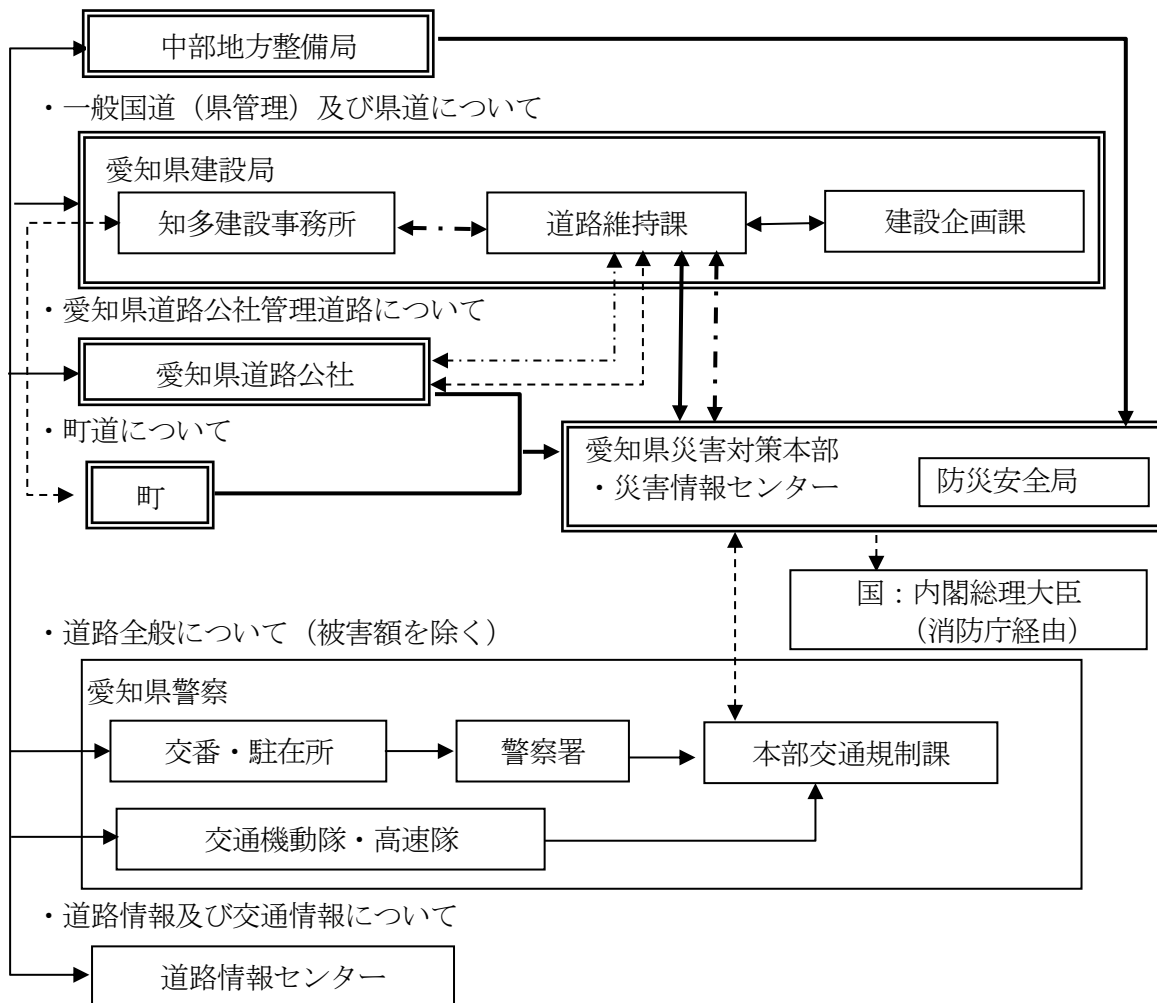 中部地方整備局
・一般国道（県管理）及び県道について
愛知県建設局
知多建設事務所
道路維持課
建設企画課
・愛知県道路公社管理道路について
愛知県道路公社
・町道について
町
愛知県災害対策本部
・災害情報センター
防災安全局
国：内閣総理大臣
（消防庁経由）
・道路全般について（被害額を除く）
愛知県警察
交番・駐在所
警察署
本部交通規制課
交通機動隊・高速隊
・道路情報及び交通情報について
道路情報センター